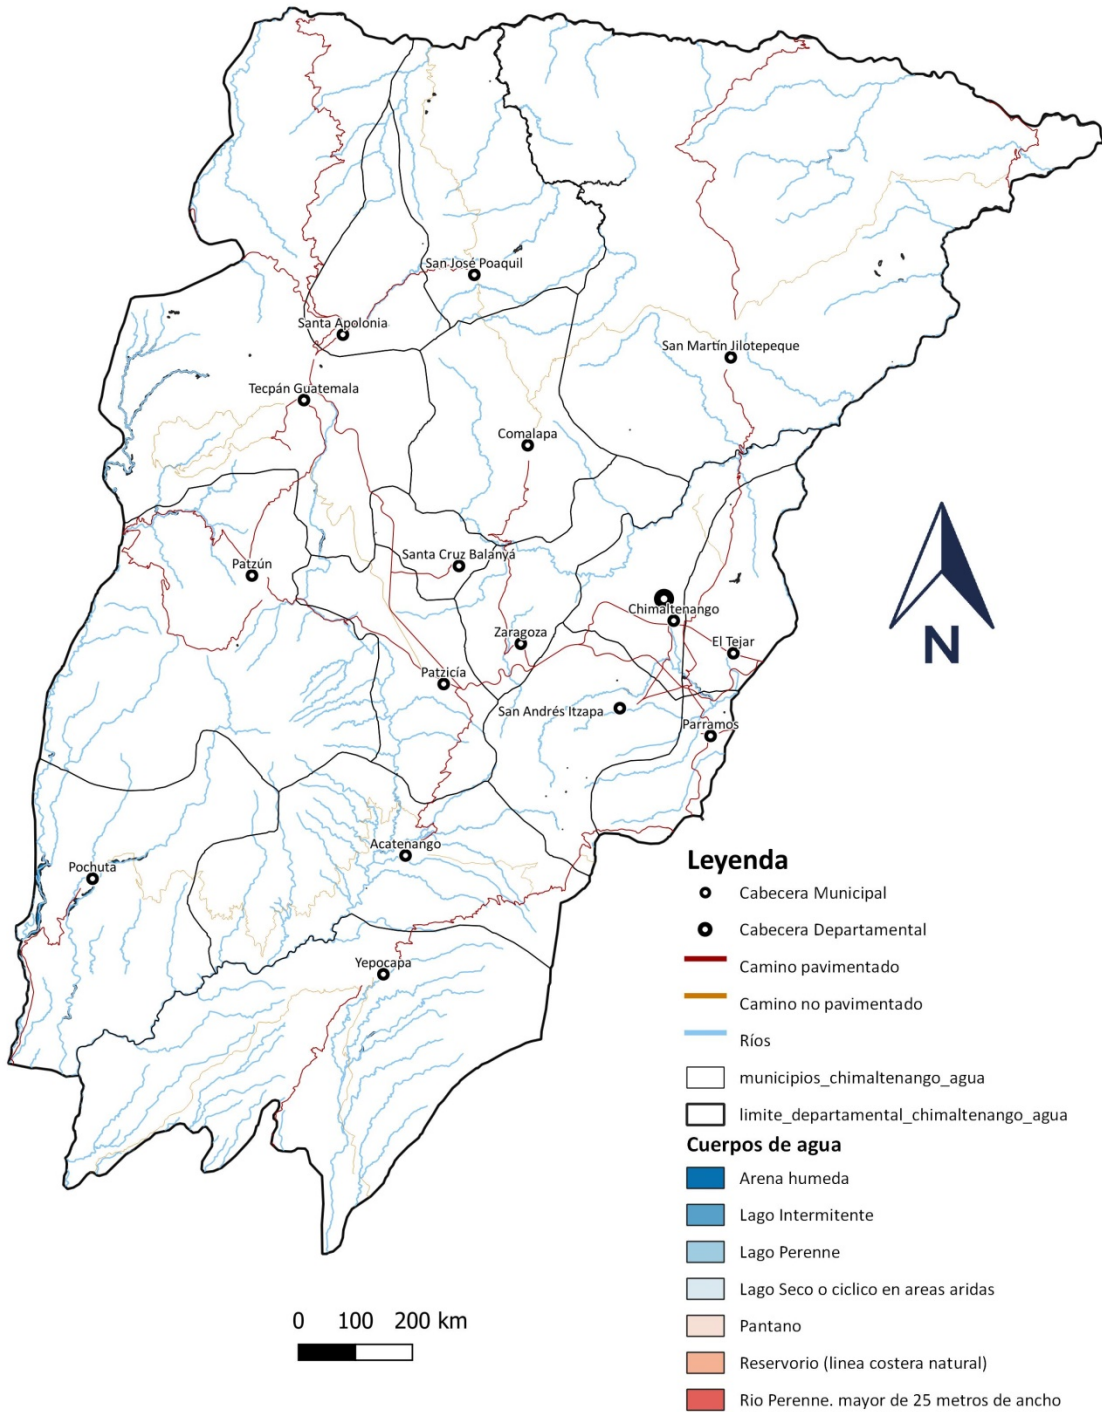 San José Poaquil
Santa Apolonia
San Martín Jilotepeque
Tecpán Guatemala
Comalapa
Santa Cruz Balanyá
Patzún
Chimaltenango
Zaragoza
El Tejar
Patzicía
San Andrés Itzapa
Parramos
N
Acatenango
Pochuta
Yepocapa
Leyenda
Cabecera Municipal
Cabecera Departamental
Camino pavimentado
Camino no pavimentado
Ríos
municipios_chimaltenango_agua
limite_departamental_chimaltenango_agua
Cuerpos de agua
Arena humeda
Lago Intermitente
Lago Perenne
Lago Seco o ciclico en areas aridas
Pantano
Reservorio (linea costera natural)
Rio Perenne. mayor de 25 metros de ancho
0 100 200 km